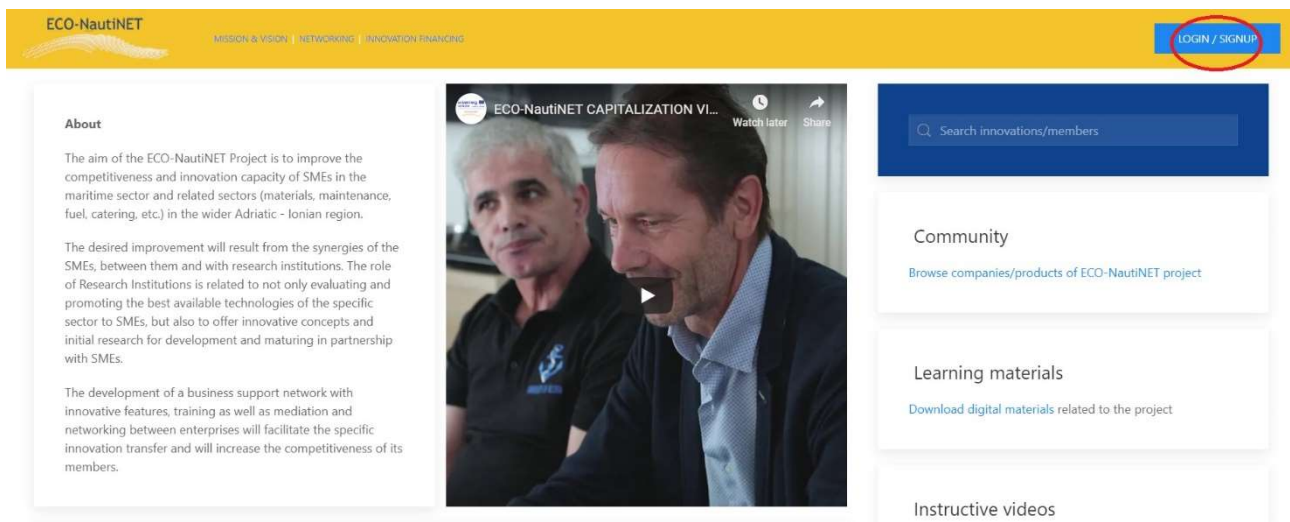 ECO-NautiNET
MISSION & VISION | NETWORKING | INNOVATION FINANCING
LOGIN / SIGNUP
About
The aim of the ECO-NautiNET Project is to improve the
competitiveness and innovation capacity of SMEs in the
maritime sector and related sectors (materials, maintenance,
fuel, catering, etc.) in the wider Adriatic - Ionian region.
The desired improvement will result from the synergies of the
SMEs, between them and with research institutions. The role
of Research Institutions is related to not only evaluating and
promoting the best available technologies of the specific
sector to SMEs, but also to offer innovative concepts and
initial research for development and maturing in partnership
with SMEs.
The development of a business support network with
innovative features, training as well as mediation and
networking between enterprises will facilitate the specific
innovation transfer and will increase the competitiveness of its
members.
ECO-NautiNET CAPITALIZATION VI...
Watch later
Share
Search innovations/members
Community
Browse companies/products of ECO-NautiNET project
Learning materials
Download digital materials related to the project
Instructive videos